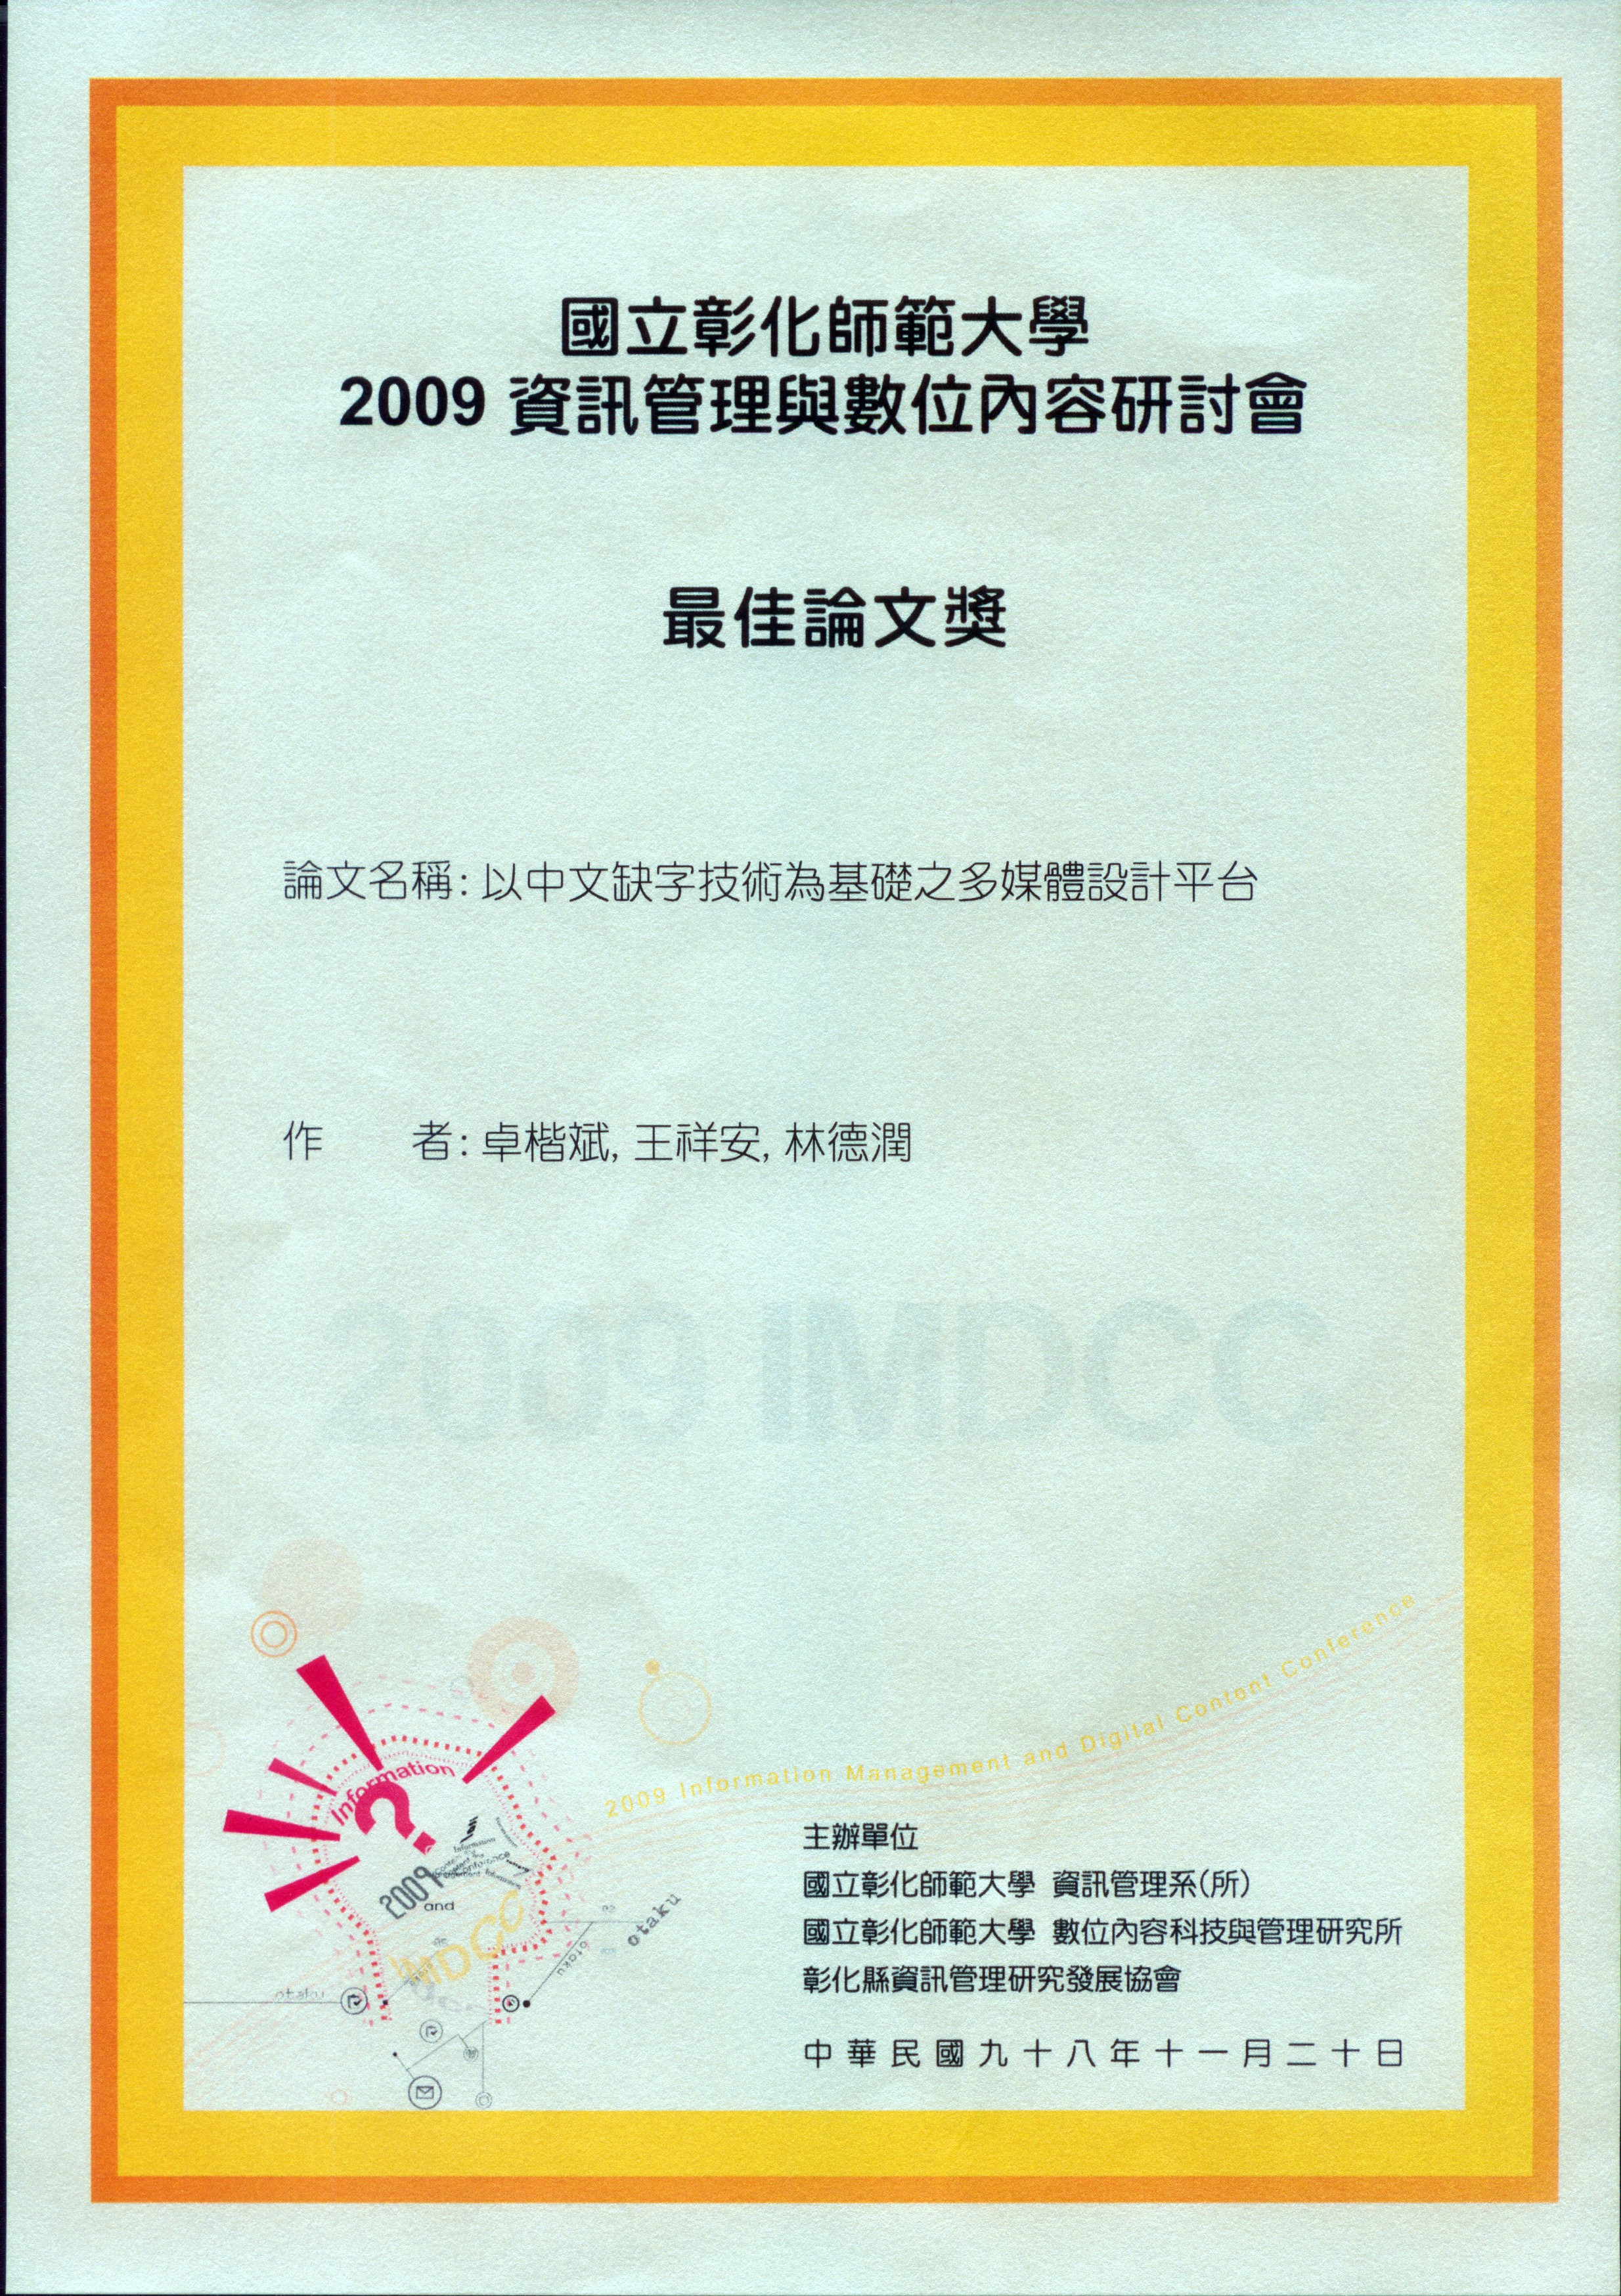 國立彰化師範大學
2009 資訊管理與數位內容研討會
最佳論文獎
論文名稱: 以中文缺字技術為基礎之多媒體設計平台
作　　者: 卓楷斌, 王祥安, 林德潤
2009 IMDCC
2009 Information Management and Digital Content Conference
Information
?
2009
and
IMDCC
otaku
otaku
otaku
主辦單位
國立彰化師範大學 資訊管理系(所)
國立彰化師範大學 數位內容科技與管理研究所
彰化縣資訊管理研究發展協會
中華民國九十八年十一月二十日